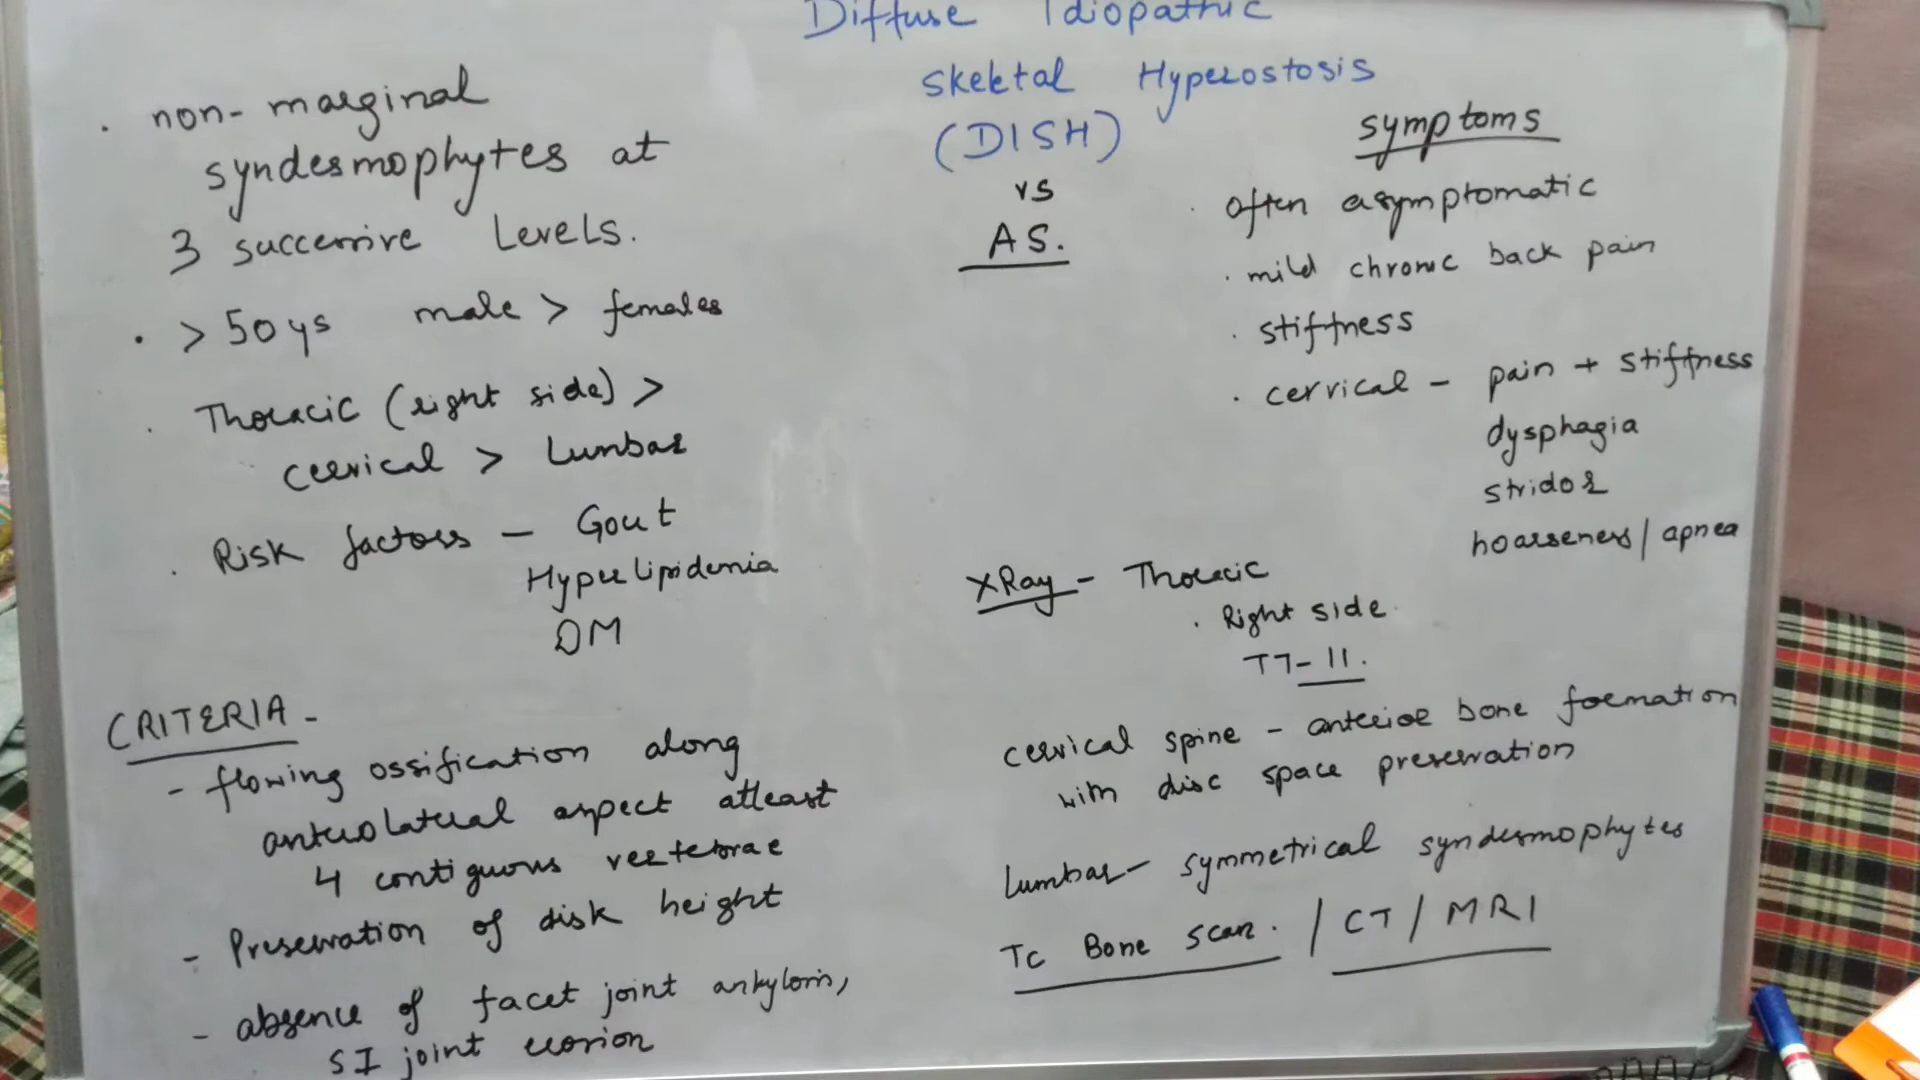 Diffuse Idiopathic
Skeletal Hyperostosis
(DISH)
vs
AS.
. non-marginal
syndesmophytes at
3 successive Levels.
. > 50 ys male > females
. Thoracic (right side) >
cervical > Lumbar
. Risk factors - Gout
Hyperlipidemia
DM
CRITERIA -
- flowing ossification along
anterolateral aspect atleast
4 contiguous vertebrae
- Preservation of disk height
- absence of facet joint ankylosis,
SI joint erosion
symptoms
. often asymptomatic
. mild chronic back pain
. stiffness
. cervical - pain + stiffness
dysphagia
stridor
hoarseness / apnea
XRay - Thoracic
. Right side
T7-11.
cervical spine - anterior bone formation
with disc space preservation
lumbar - symmetrical syndesmophytes
Tc Bone scan. / CT / MRI